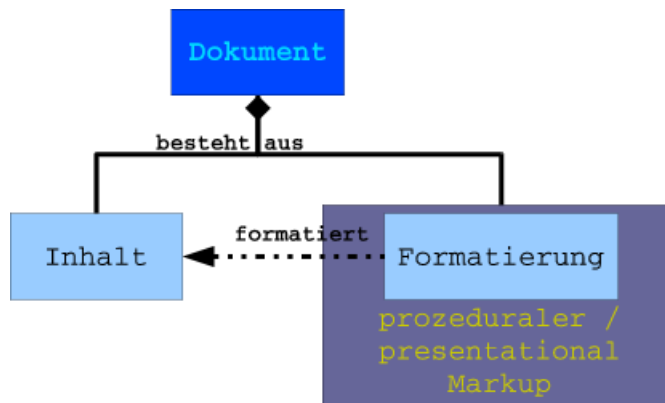 Dokument
besteht aus
formatiert
Inhalt
Formatierung
prozeduraler /
presentational
Markup